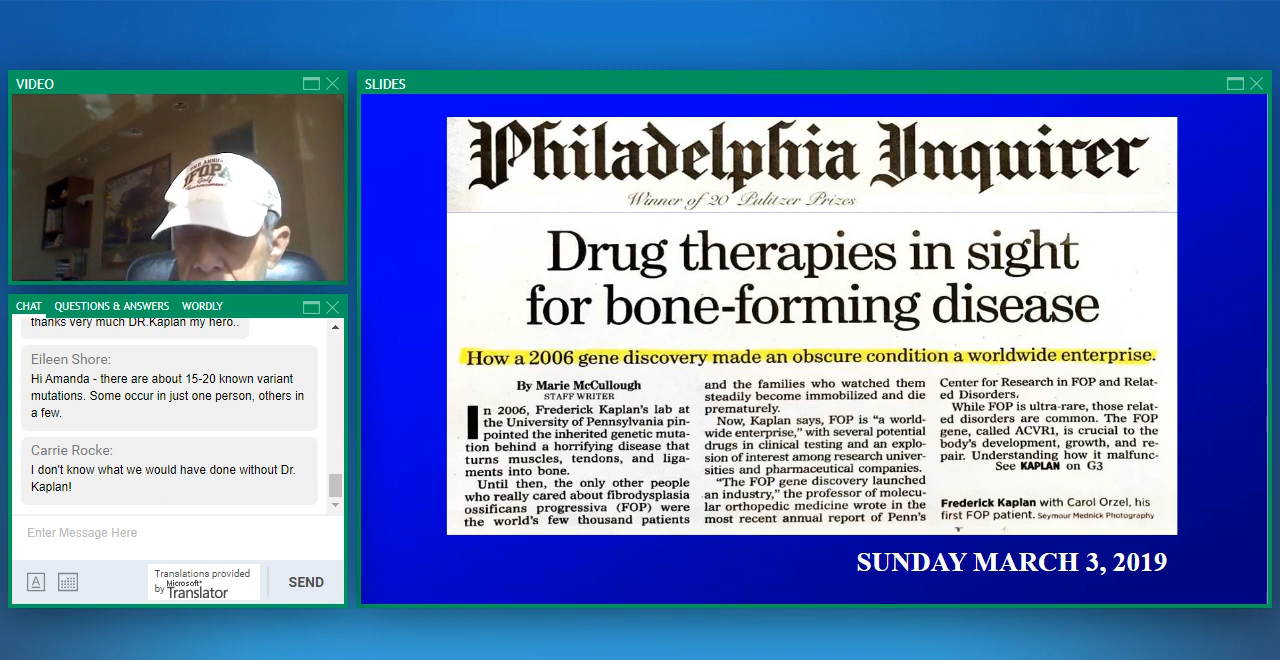 VIDEO
IFOPA
Golf
CHAT QUESTIONS & ANSWERS WORDLY
thanks very much DR.Kaplan my hero..
Eileen Shore:
Hi Amanda - there are about 15-20 known variant
mutations. Some occur in just one person, others in
a few.
Carrie Rocke:
I don't know what we would have done without Dr.
Kaplan!
Enter Message Here
A
Translations provided
by Microsoft®
Translator
SEND
SLIDES
Philadelphia Inquirer
Winner of 20 Pulitzer Prizes
Drug therapies in sight
for bone-forming disease
How a 2006 gene discovery made an obscure condition a worldwide enterprise.
By Marie McCullough
STAFF WRITER
In 2006, Frederick Kaplan's lab at
the University of Pennsylvania pin-
pointed the inherited genetic muta-
tion behind a horrifying disease that
turns muscles, tendons, and liga-
ments into bone.
Until then, the only other people
who really cared about fibrodysplasia
ossificans progressiva (FOP) were
the world's few thousand patients
and the families who watched them
steadily become immobilized and die
prematurely.
Now, Kaplan says, FOP is “a world-
wide enterprise,” with several potential
drugs in clinical testing and an explo-
sion of interest among research univer-
sities and pharmaceutical companies.
“The FOP gene discovery launched
an industry,” the professor of molecu-
lar orthopedic medicine wrote in the
most recent annual report of Penn's
Center for Research in FOP and Relat-
ed Disorders.
While FOP is ultra-rare, those relat-
ed disorders are common. The FOP
gene, called ACVR1, is crucial to the
body's development, growth, and re-
pair. Understanding how it malfunc-
See KAPLAN on G3
Frederick Kaplan with Carol Orzel, his
first FOP patient. Seymour Mednick Photography
SUNDAY MARCH 3, 2019